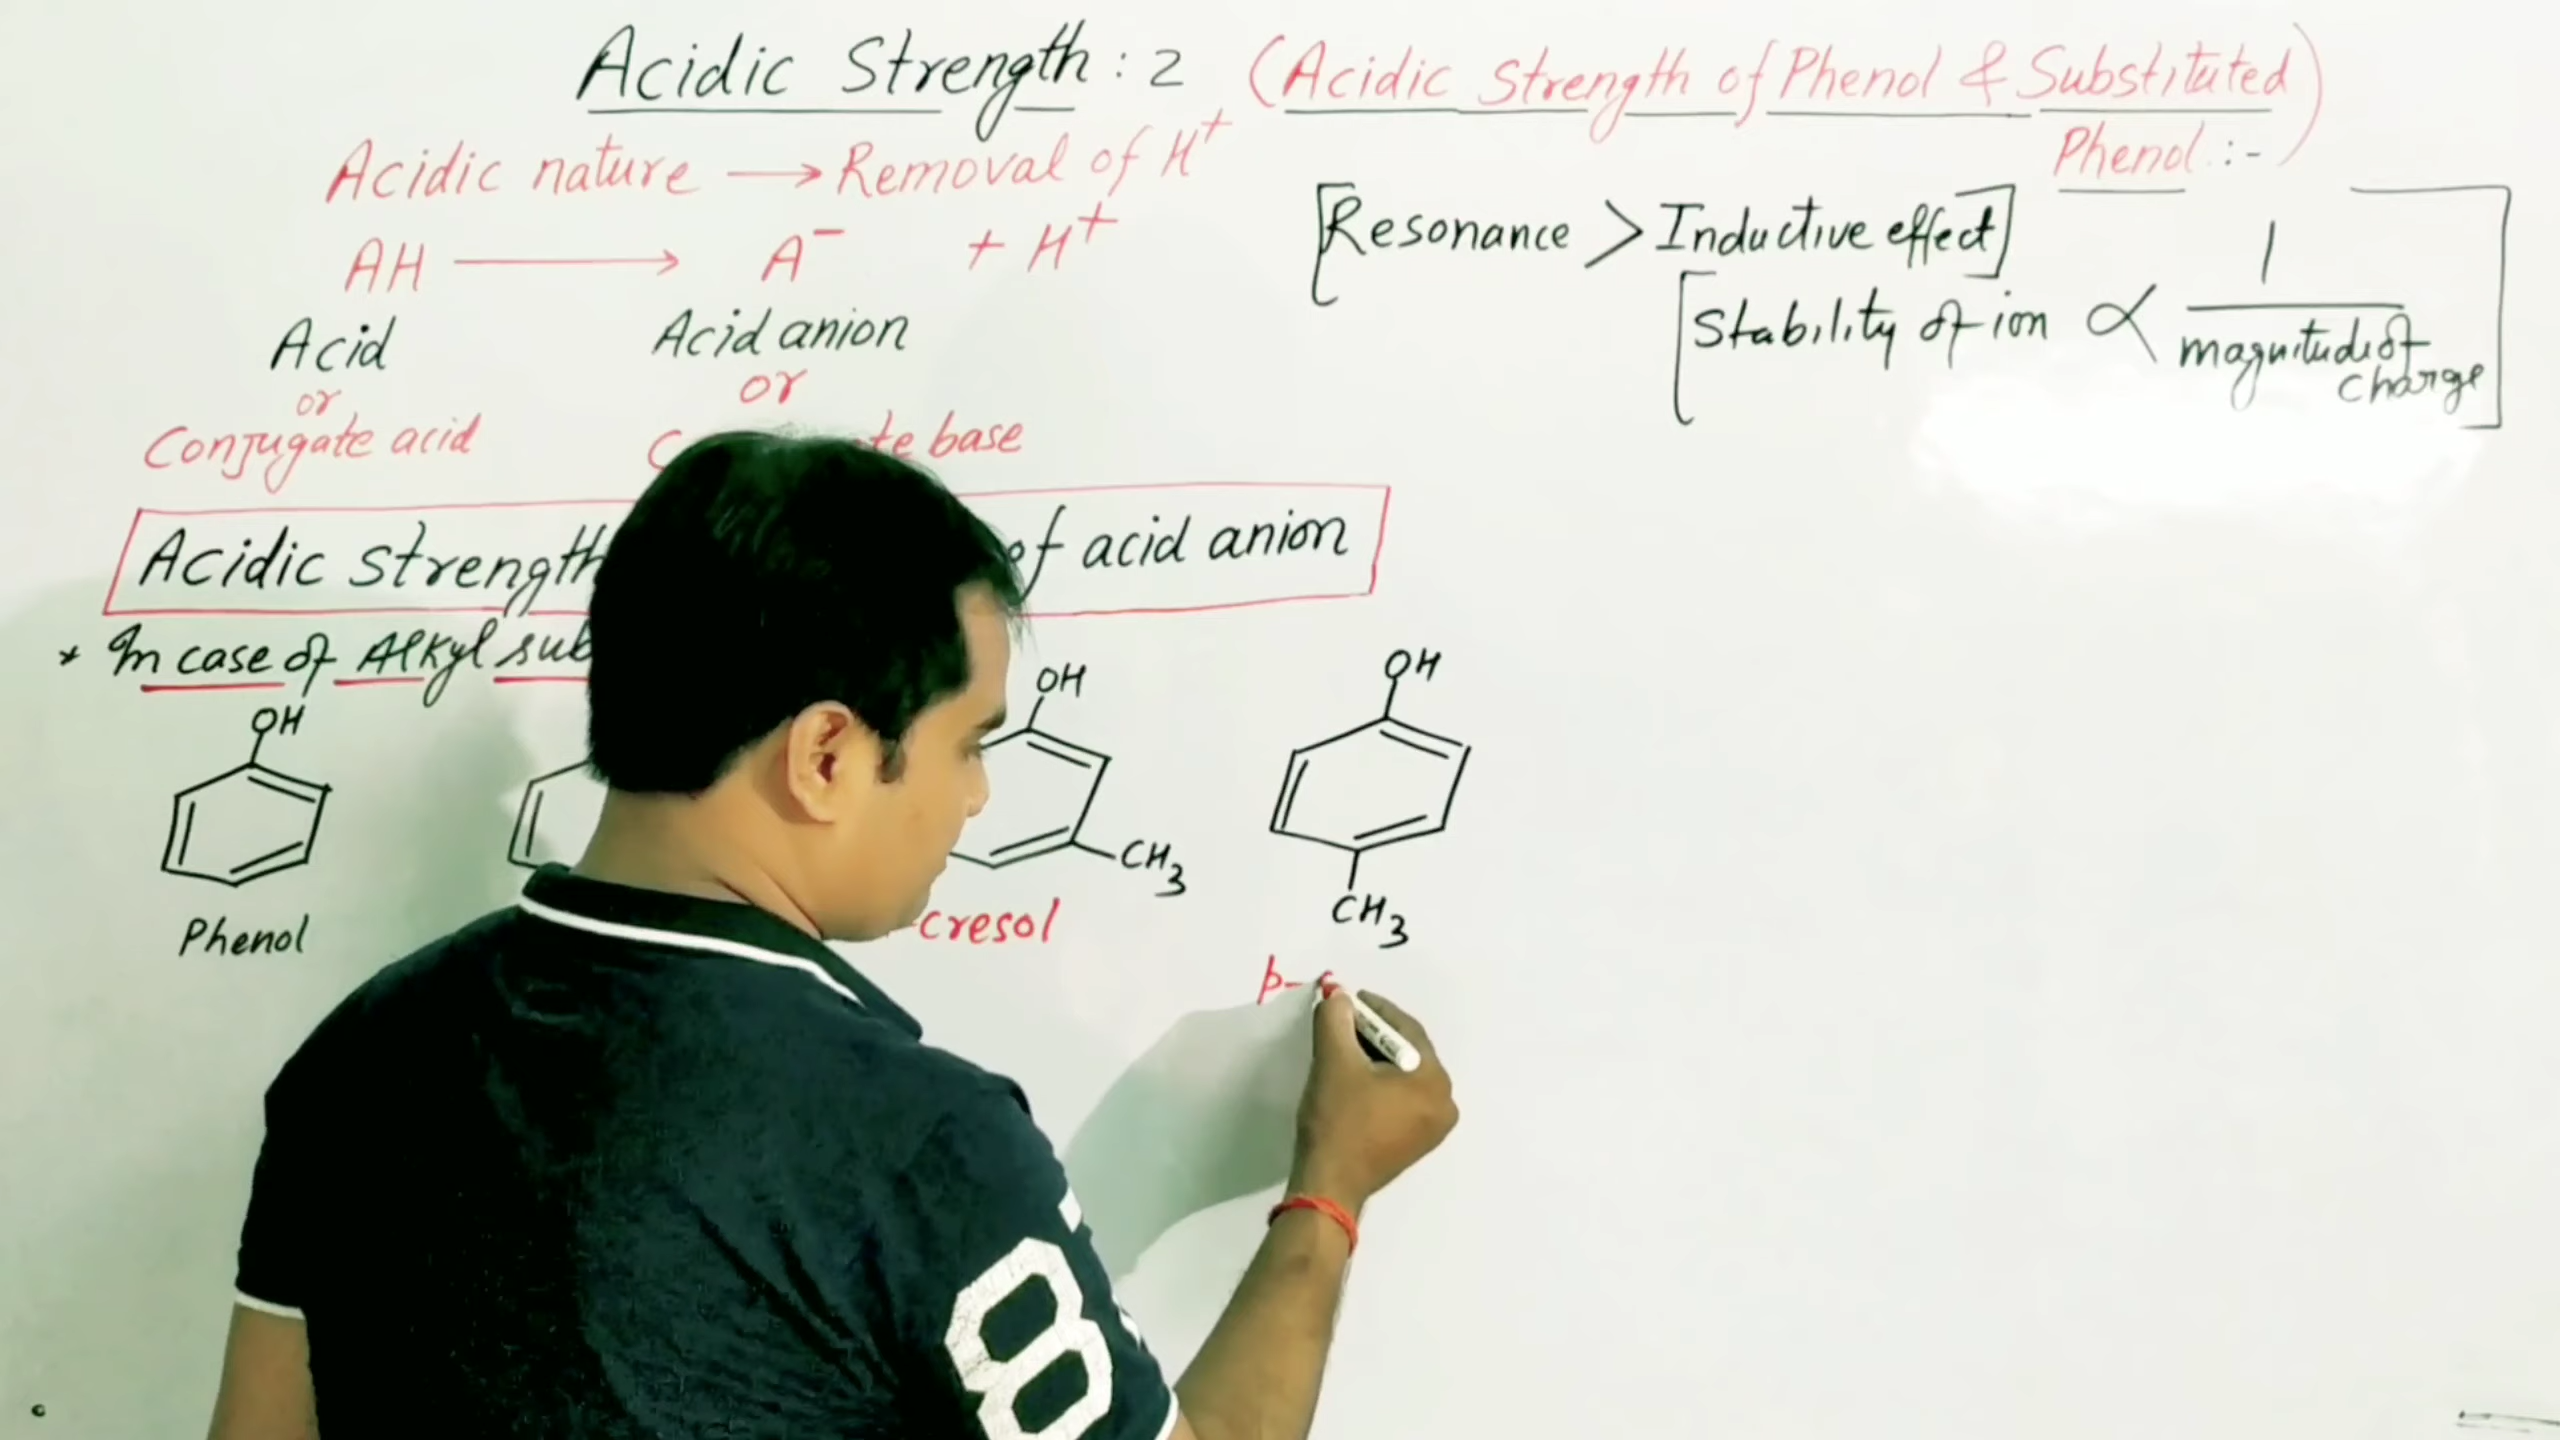 Acidic Strength : 2 (Acidic Strength of Phenol & Substituted
Phenol :-)
Acidic nature ⟶ Removal of H⁺
AH ⟶ A⁻ + H⁺
[Resonance > Inductive effect]
[Stability of ion ∝ 1
magnitude of
charge]
Acid
or
Conjugate acid
Acid anion
or
base
Acidic strength of acid anion
* In case of Alkyl
OH
Phenol
OH
CH3
-cresol
OH
CH3
p-
8